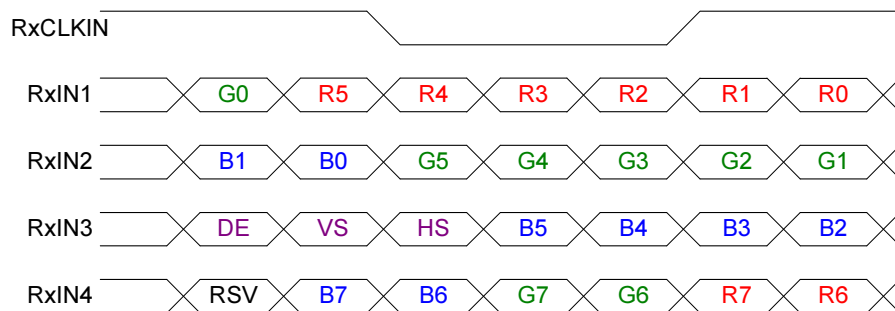 RxCLKIN
RxIN1 G0 R5 R4 R3 R2 R1 R0
RxIN2 B1 B0 G5 G4 G3 G2 G1
RxIN3 DE VS HS B5 B4 B3 B2
RxIN4 RSV B7 B6 G7 G6 R7 R6